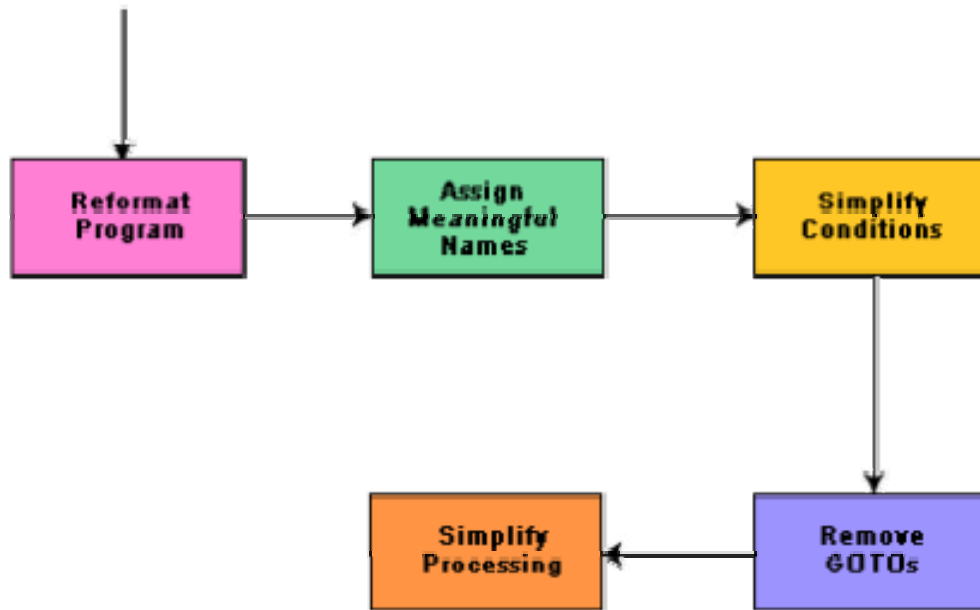 Reformat
Program
Assign
Meaningful
Names
Simplify
Conditions
Remove
GOTOs
Simplify
Processing